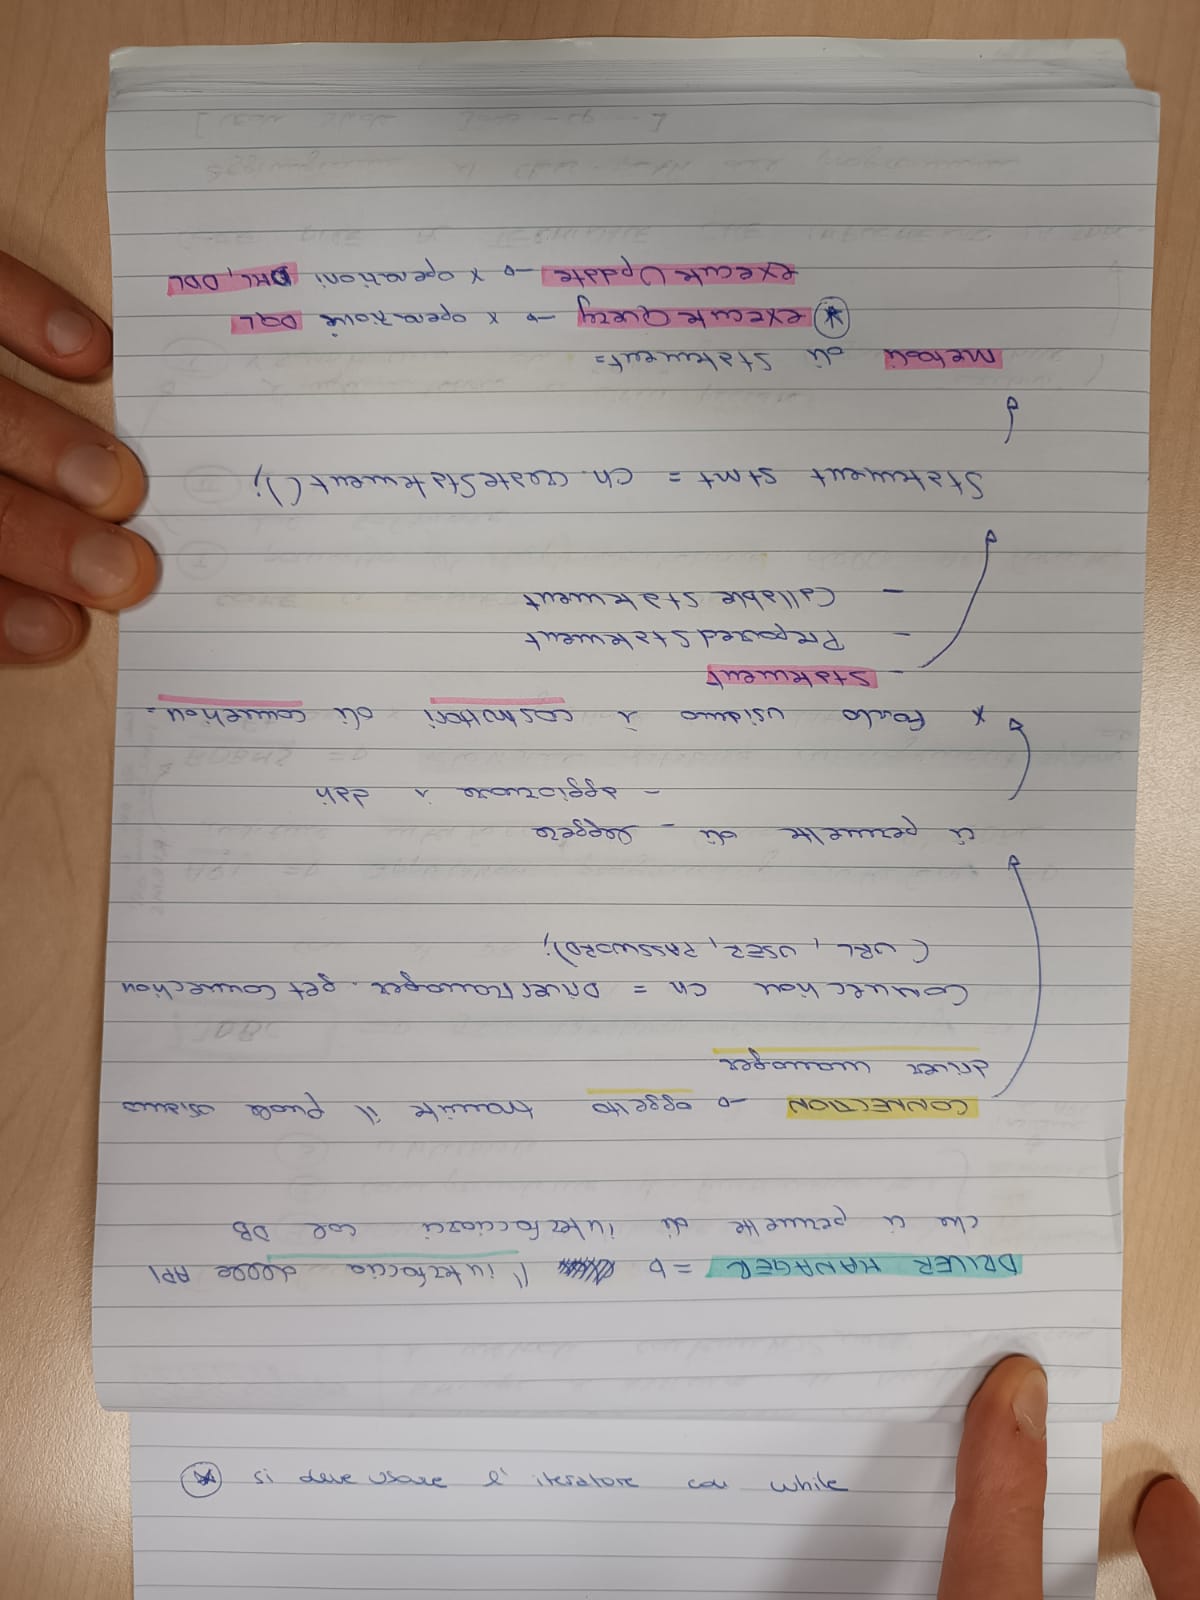 ⊛ si deve usare l'iteratore con while
DRIVER MANAGER => l'interfaccia delle API
che ci permette di interfacciarci col DB
CONNECTION -> oggetto tramite il quale usiamo
driver manager
Connection cn = DriverManager.getConnection
(URL, USER, PASSWORD);
ci permette di - leggere
- aggiornare i dati
x farlo usiamo i costruttori di connetion =
- Statement
- PreparedStatement
- Callable Statement
Statement stmt = cn.createStatement();
metodi di Statement=
⊛ executeQuery -> x operazione DQL
executeUpdate -> x operazioni DML, DDL